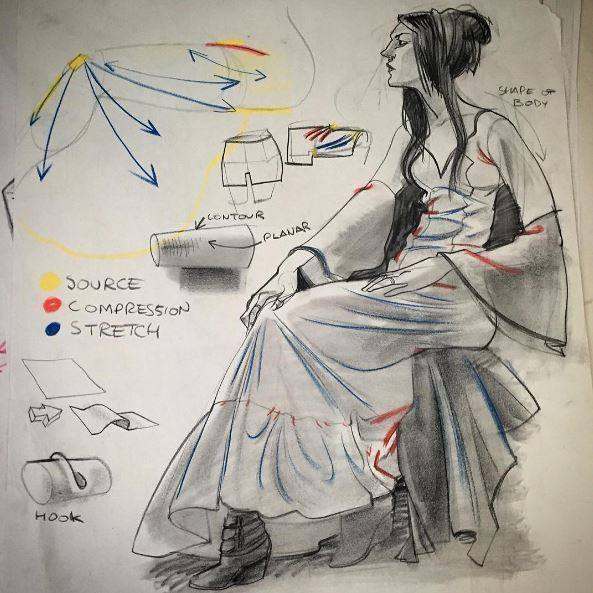 SHAPE OF
BODY
CONTOUR
PLANAR
SOURCE
COMPRESSION
STRETCH
HOOK